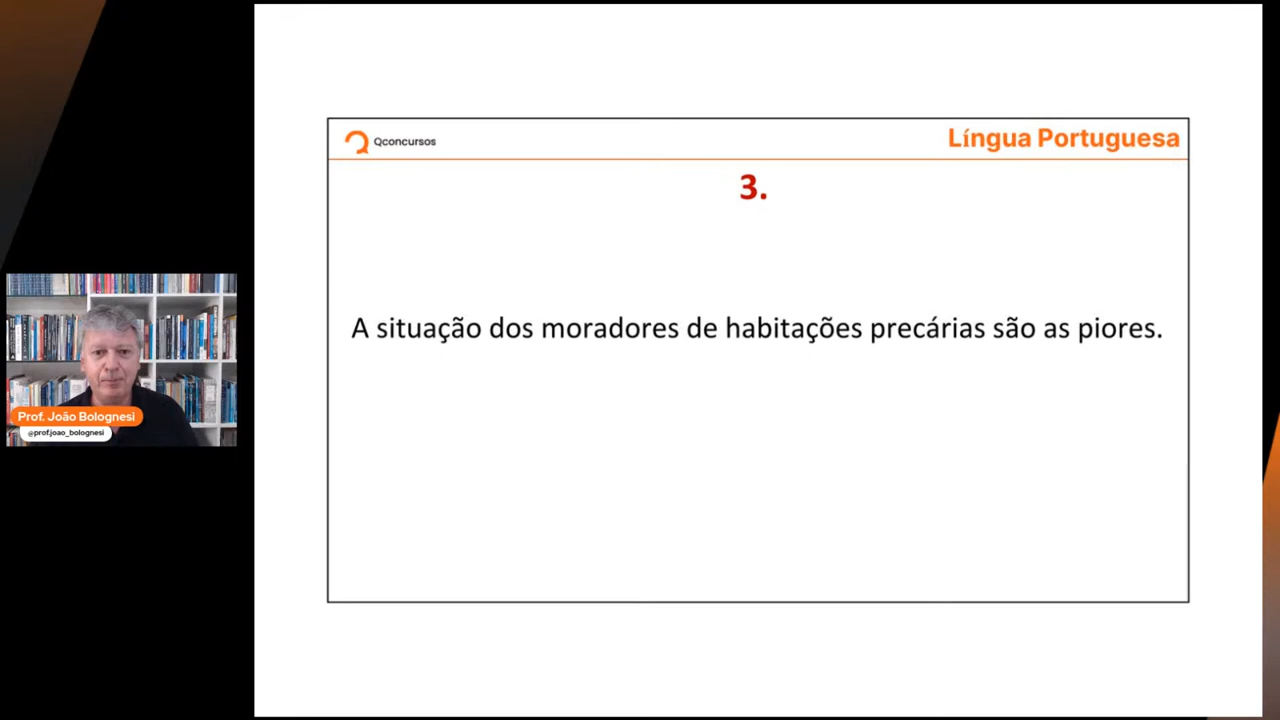 Qconcursos
Língua Portuguesa
3.
A situação dos moradores de habitações precárias são as piores.
Prof. João Bolognesi
@prof.joao_bolognesi